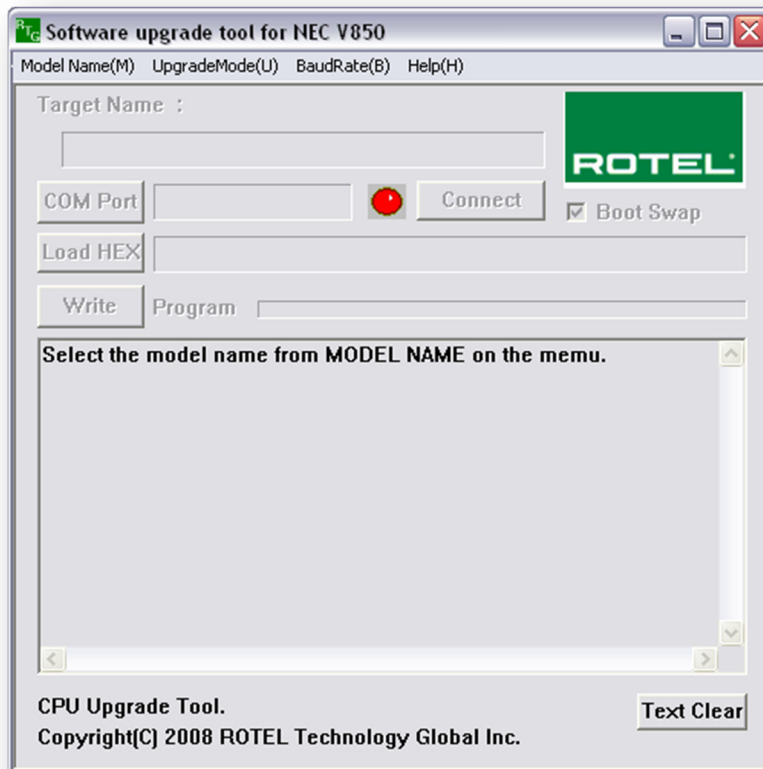 RTG Software upgrade tool for NEC V850
Model Name(M) UpgradeMode(U) BaudRate(B) Help(H)
Target Name :
ROTEL
COM Port Connect
Boot Swap
Load HEX
Write Program
Select the model name from MODEL NAME on the memu.
CPU Upgrade Tool.
Text Clear
Copyright(C) 2008 ROTEL Technology Global Inc.